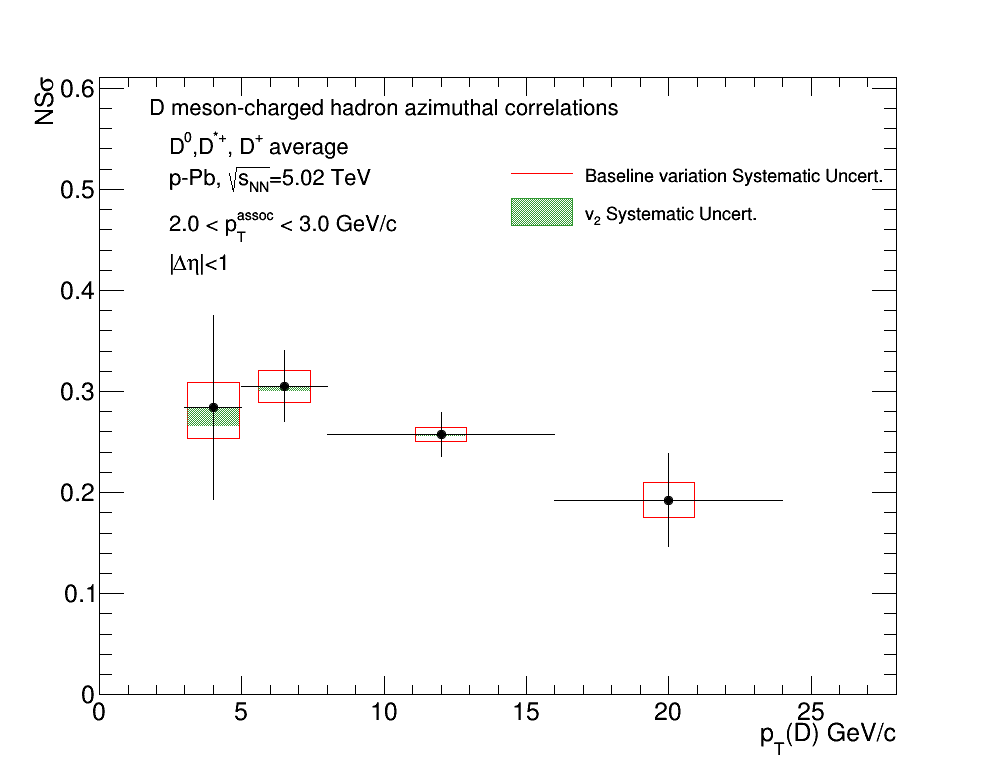 NSσ
0.6
0.5
0.4
0.3
0.2
0.1
0
D meson-charged hadron azimuthal correlations
D⁰,D*⁺, D⁺ average
p-Pb, √s_NN=5.02 TeV
2.0 < p_T^assoc < 3.0 GeV/c
|Δη|<1
Baseline variation Systematic Uncert.
v₂ Systematic Uncert.
0 5 10 15 20 25
p_T(D) GeV/c